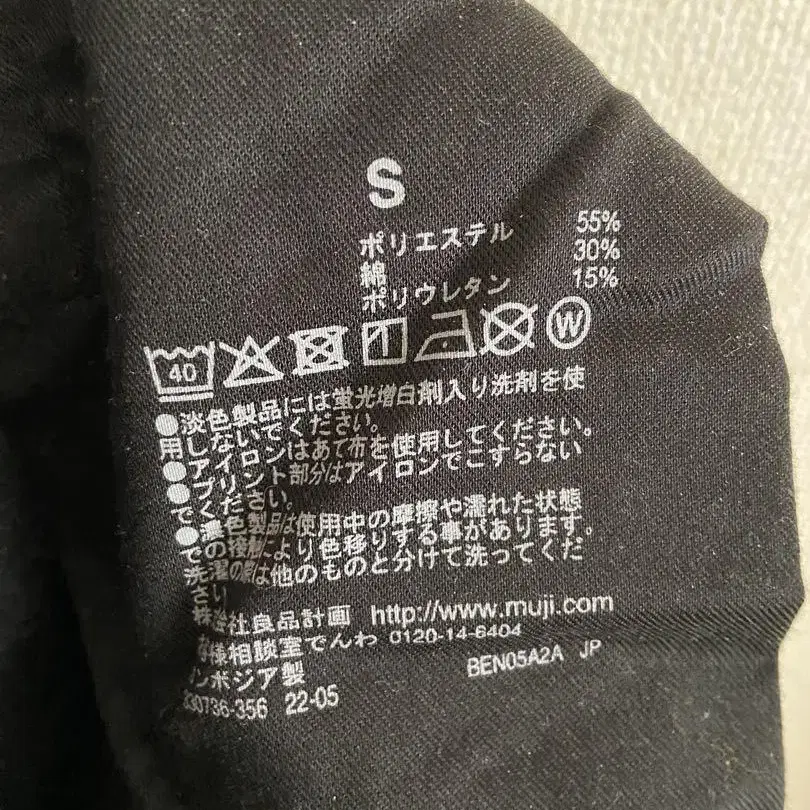 S
ポリエステル 55%
綿 30%
ポリウレタン 15%
40 W
●淡色製品には蛍光増白剤入り洗剤を使
用しないでください。
●アイロンはあて布を使用してください。
●プリント部分はアイロンでこすらない
でください。
●濃色製品は使用中の摩擦や濡れた状態
での接触により色移りする事があります。
洗濯の際は他のものと分けて洗ってくだ
さい
株式会社良品計画 http://www.muji.com
お客様相談室でんわ 0120-14-6404
カンボジア製 BEN05A2A JP
30736-356 22-05